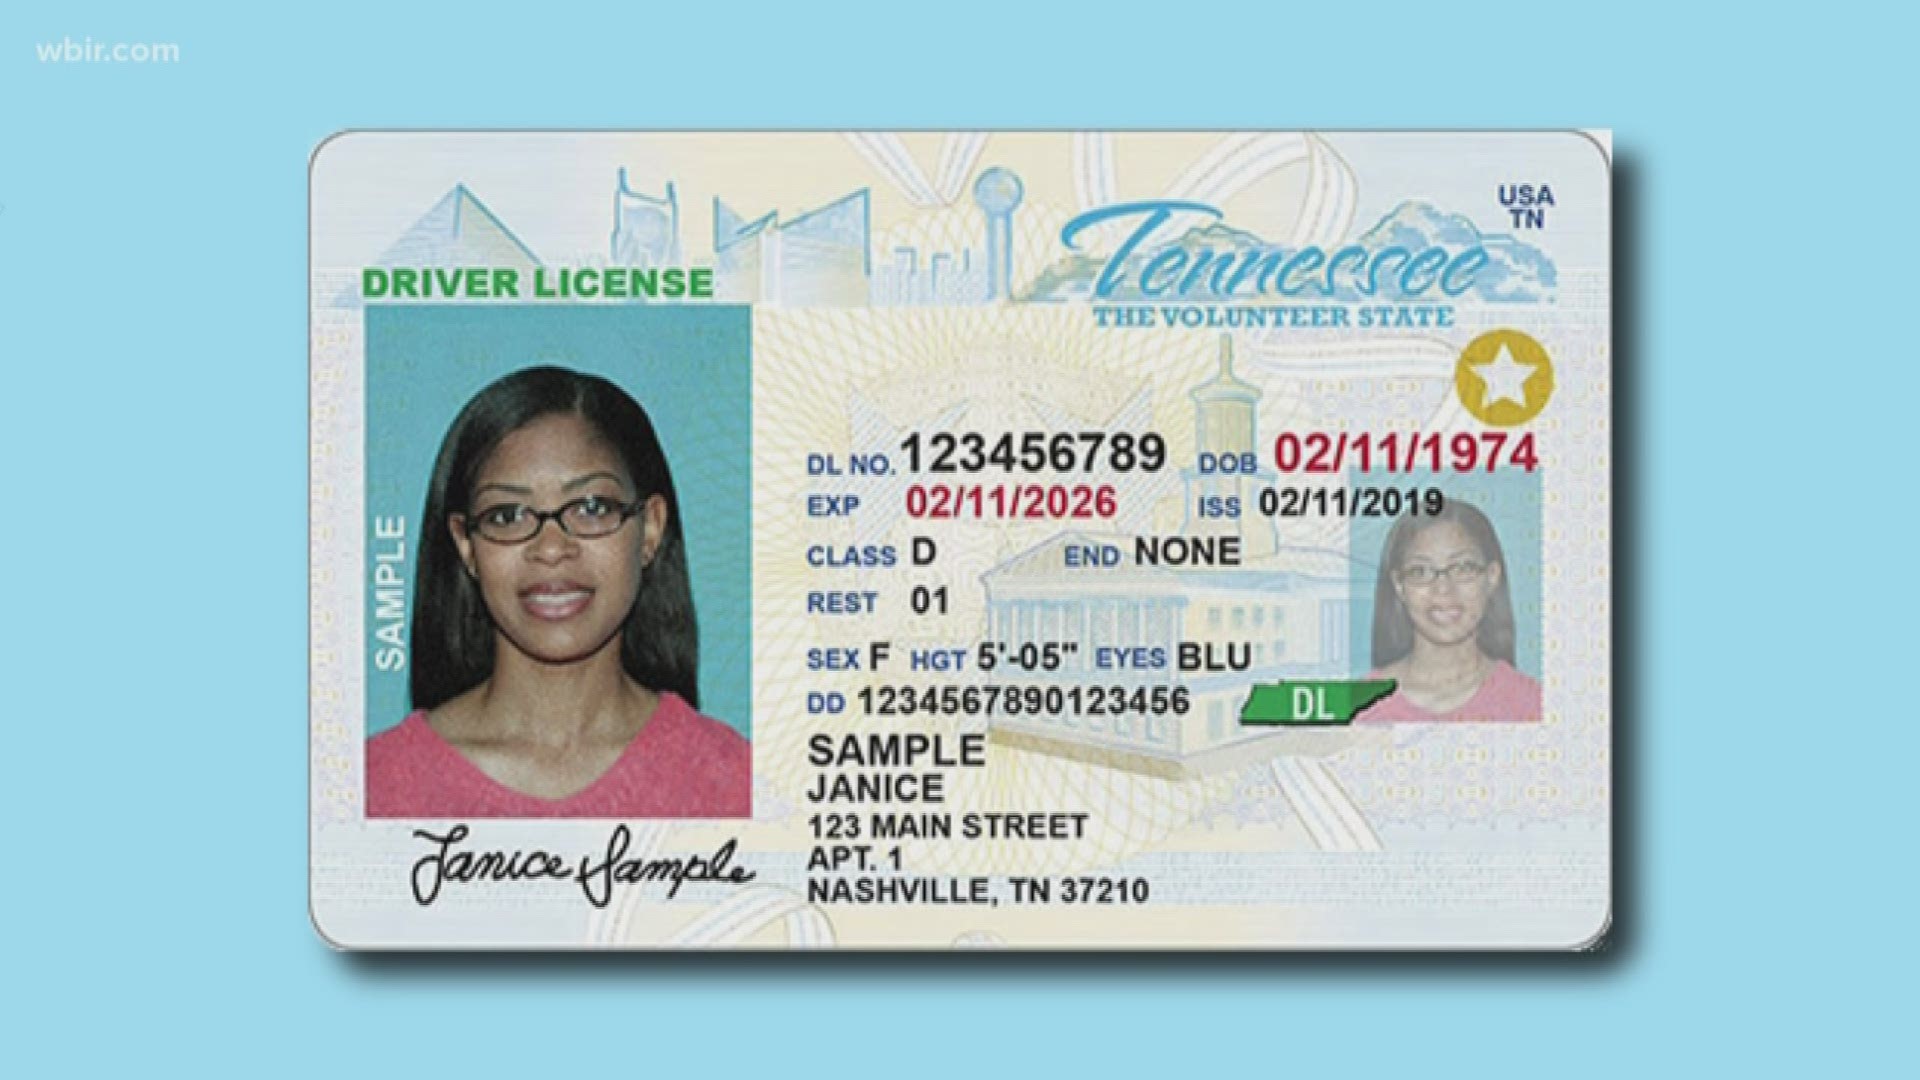 wbir.com
USA
TN
Tennessee
THE VOLUNTEER STATE
DRIVER LICENSE
SAMPLE
DL NO. 123456789 DOB 02/11/1974
EXP 02/11/2026 ISS 02/11/2019
CLASS D END NONE
REST 01
SEX F HGT 5'-05" EYES BLU
DD 1234567890123456 DL
SAMPLE
JANICE
123 MAIN STREET
APT. 1
NASHVILLE, TN 37210
Janice Sample